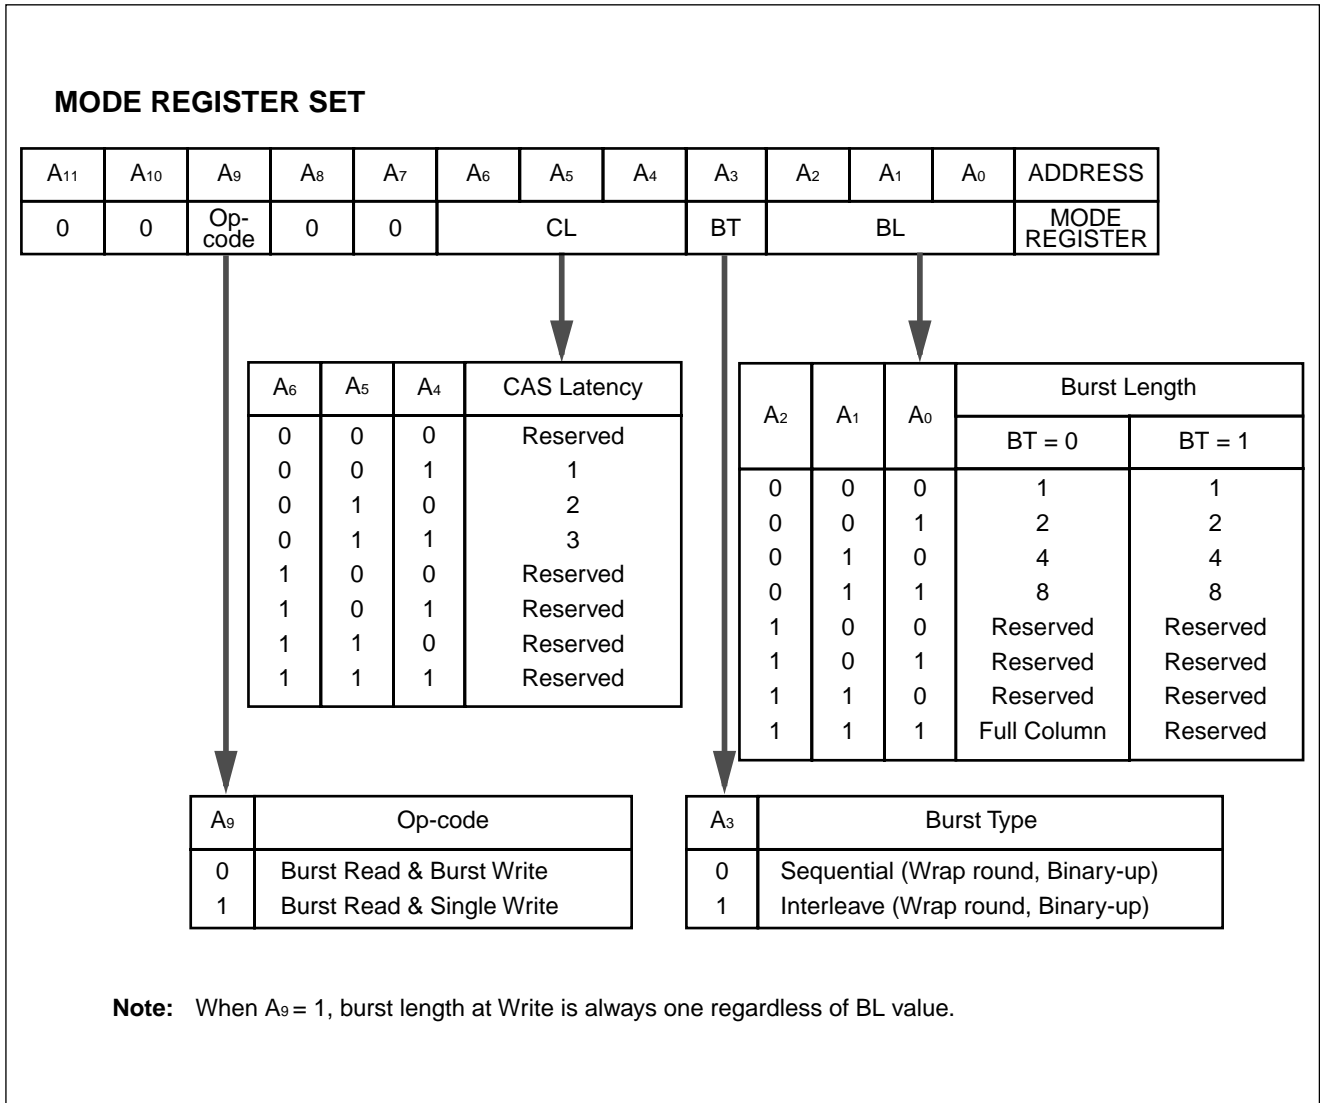 MODE REGISTER SET
A11 A10 A9 A8 A7 A6 A5 A4 A3 A2 A1 A0 ADDRESS
0 0 Op-code 0 0 CL BT BL MODE REGISTER
A6 A5 A4 CAS Latency
0 0 0 Reserved
0 0 1 1
0 1 0 2
0 1 1 3
1 0 0 Reserved
1 0 1 Reserved
1 1 0 Reserved
1 1 1 Reserved
A2 A1 A0 Burst Length
BT = 0 BT = 1
0 0 0 1 1
0 0 1 2 2
0 1 0 4 4
0 1 1 8 8
1 0 0 Reserved Reserved
1 0 1 Reserved Reserved
1 1 0 Reserved Reserved
1 1 1 Full Column Reserved
A9 Op-code
0 Burst Read & Burst Write
1 Burst Read & Single Write
A3 Burst Type
0 Sequential (Wrap round, Binary-up)
1 Interleave (Wrap round, Binary-up)
Note: When A9 = 1, burst length at Write is always one regardless of BL value.